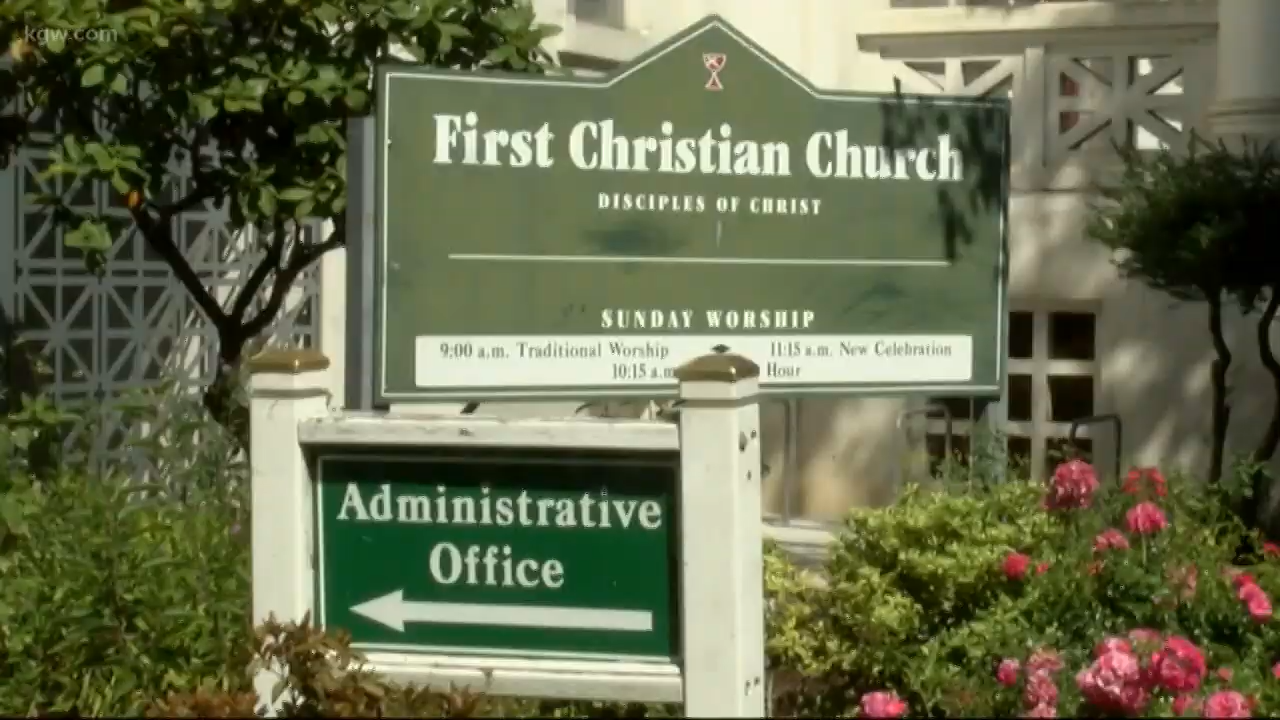 kgw.com
First Christian Church
DISCIPLES OF CHRIST
SUNDAY WORSHIP
9:00 a.m. Traditional Worship 11:15 a.m. New Celebration
10:15 a.m Hour
Administrative
Office